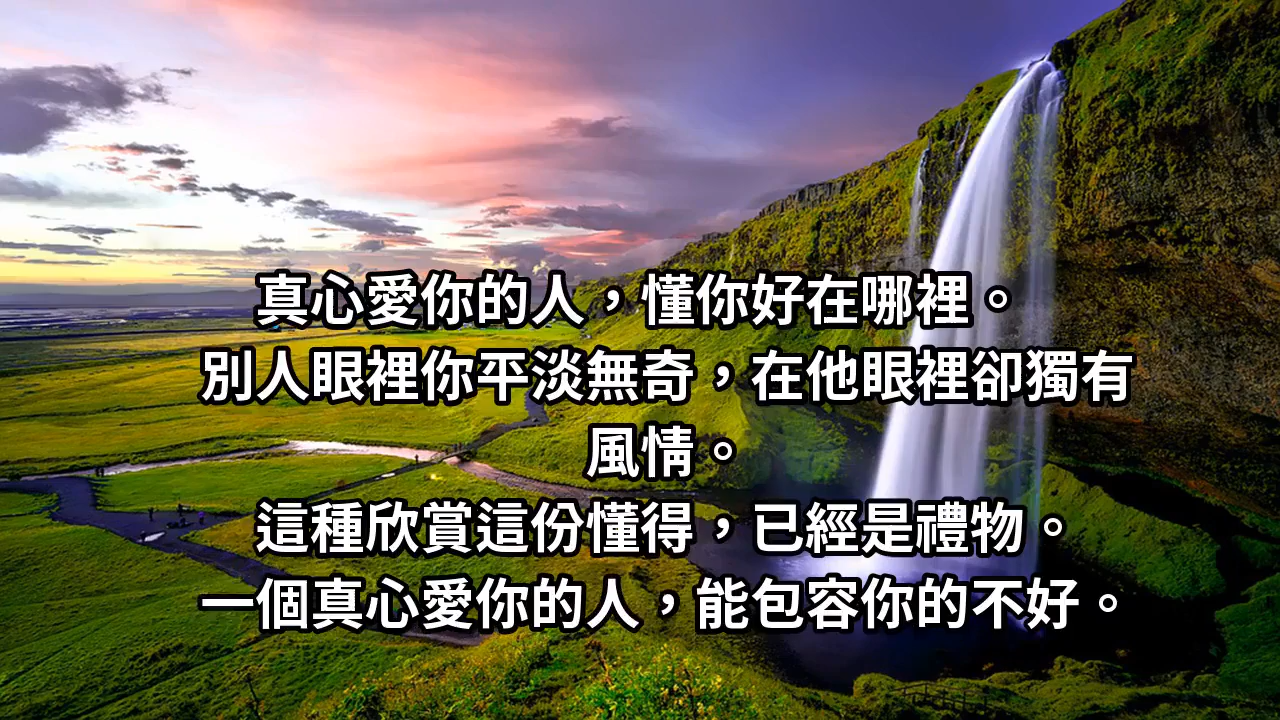 真心愛你的人，懂你好在哪裡。
別人眼裡你平淡無奇，在他眼裡卻獨有
風情。
這種欣賞這份懂得，已經是禮物。
一個真心愛你的人，能包容你的不好。